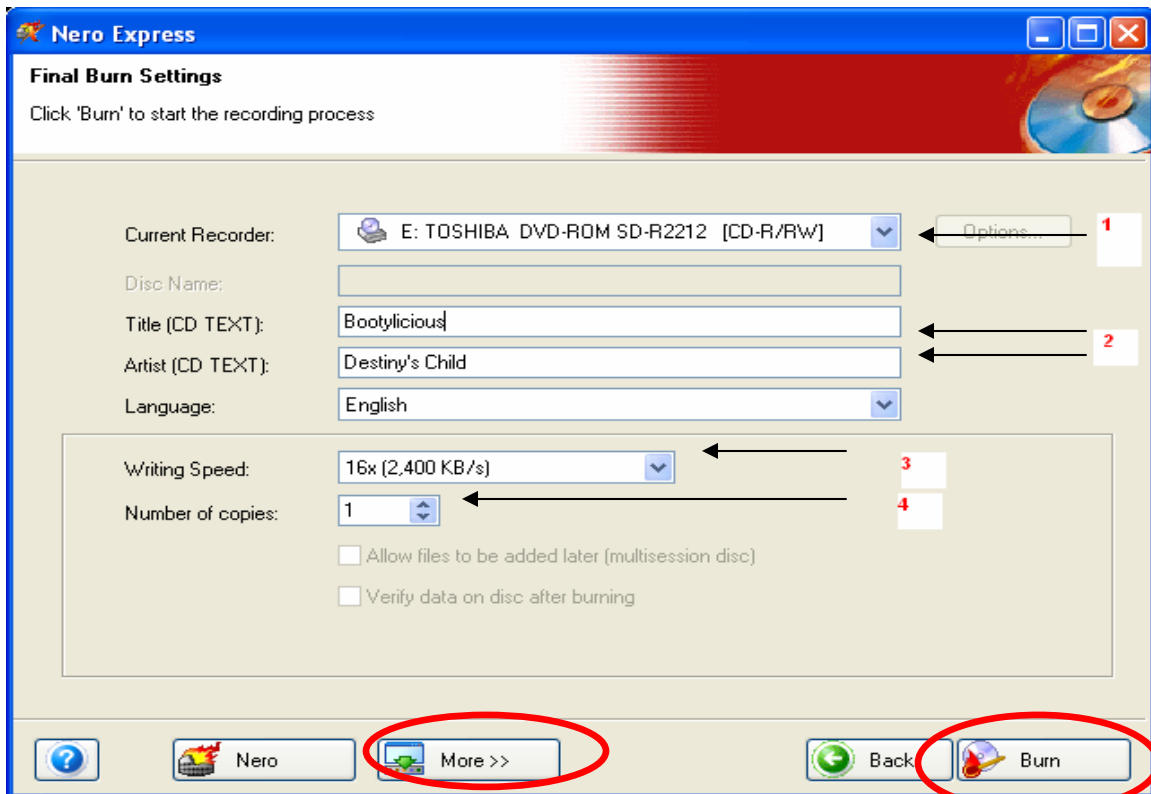 Nero Express
Final Burn Settings
Click 'Burn' to start the recording process
Current Recorder: E: TOSHIBA DVD-ROM SD-R2212 [CD-R/RW] Options... 1
Disc Name:
Title (CD TEXT): Bootylicious
2
Artist (CD TEXT): Destiny's Child
Language: English
Writing Speed: 16x (2,400 KB/s) 3
Number of copies: 1 4
Allow files to be added later (multisession disc)
Verify data on disc after burning
? Nero More >> Back Burn